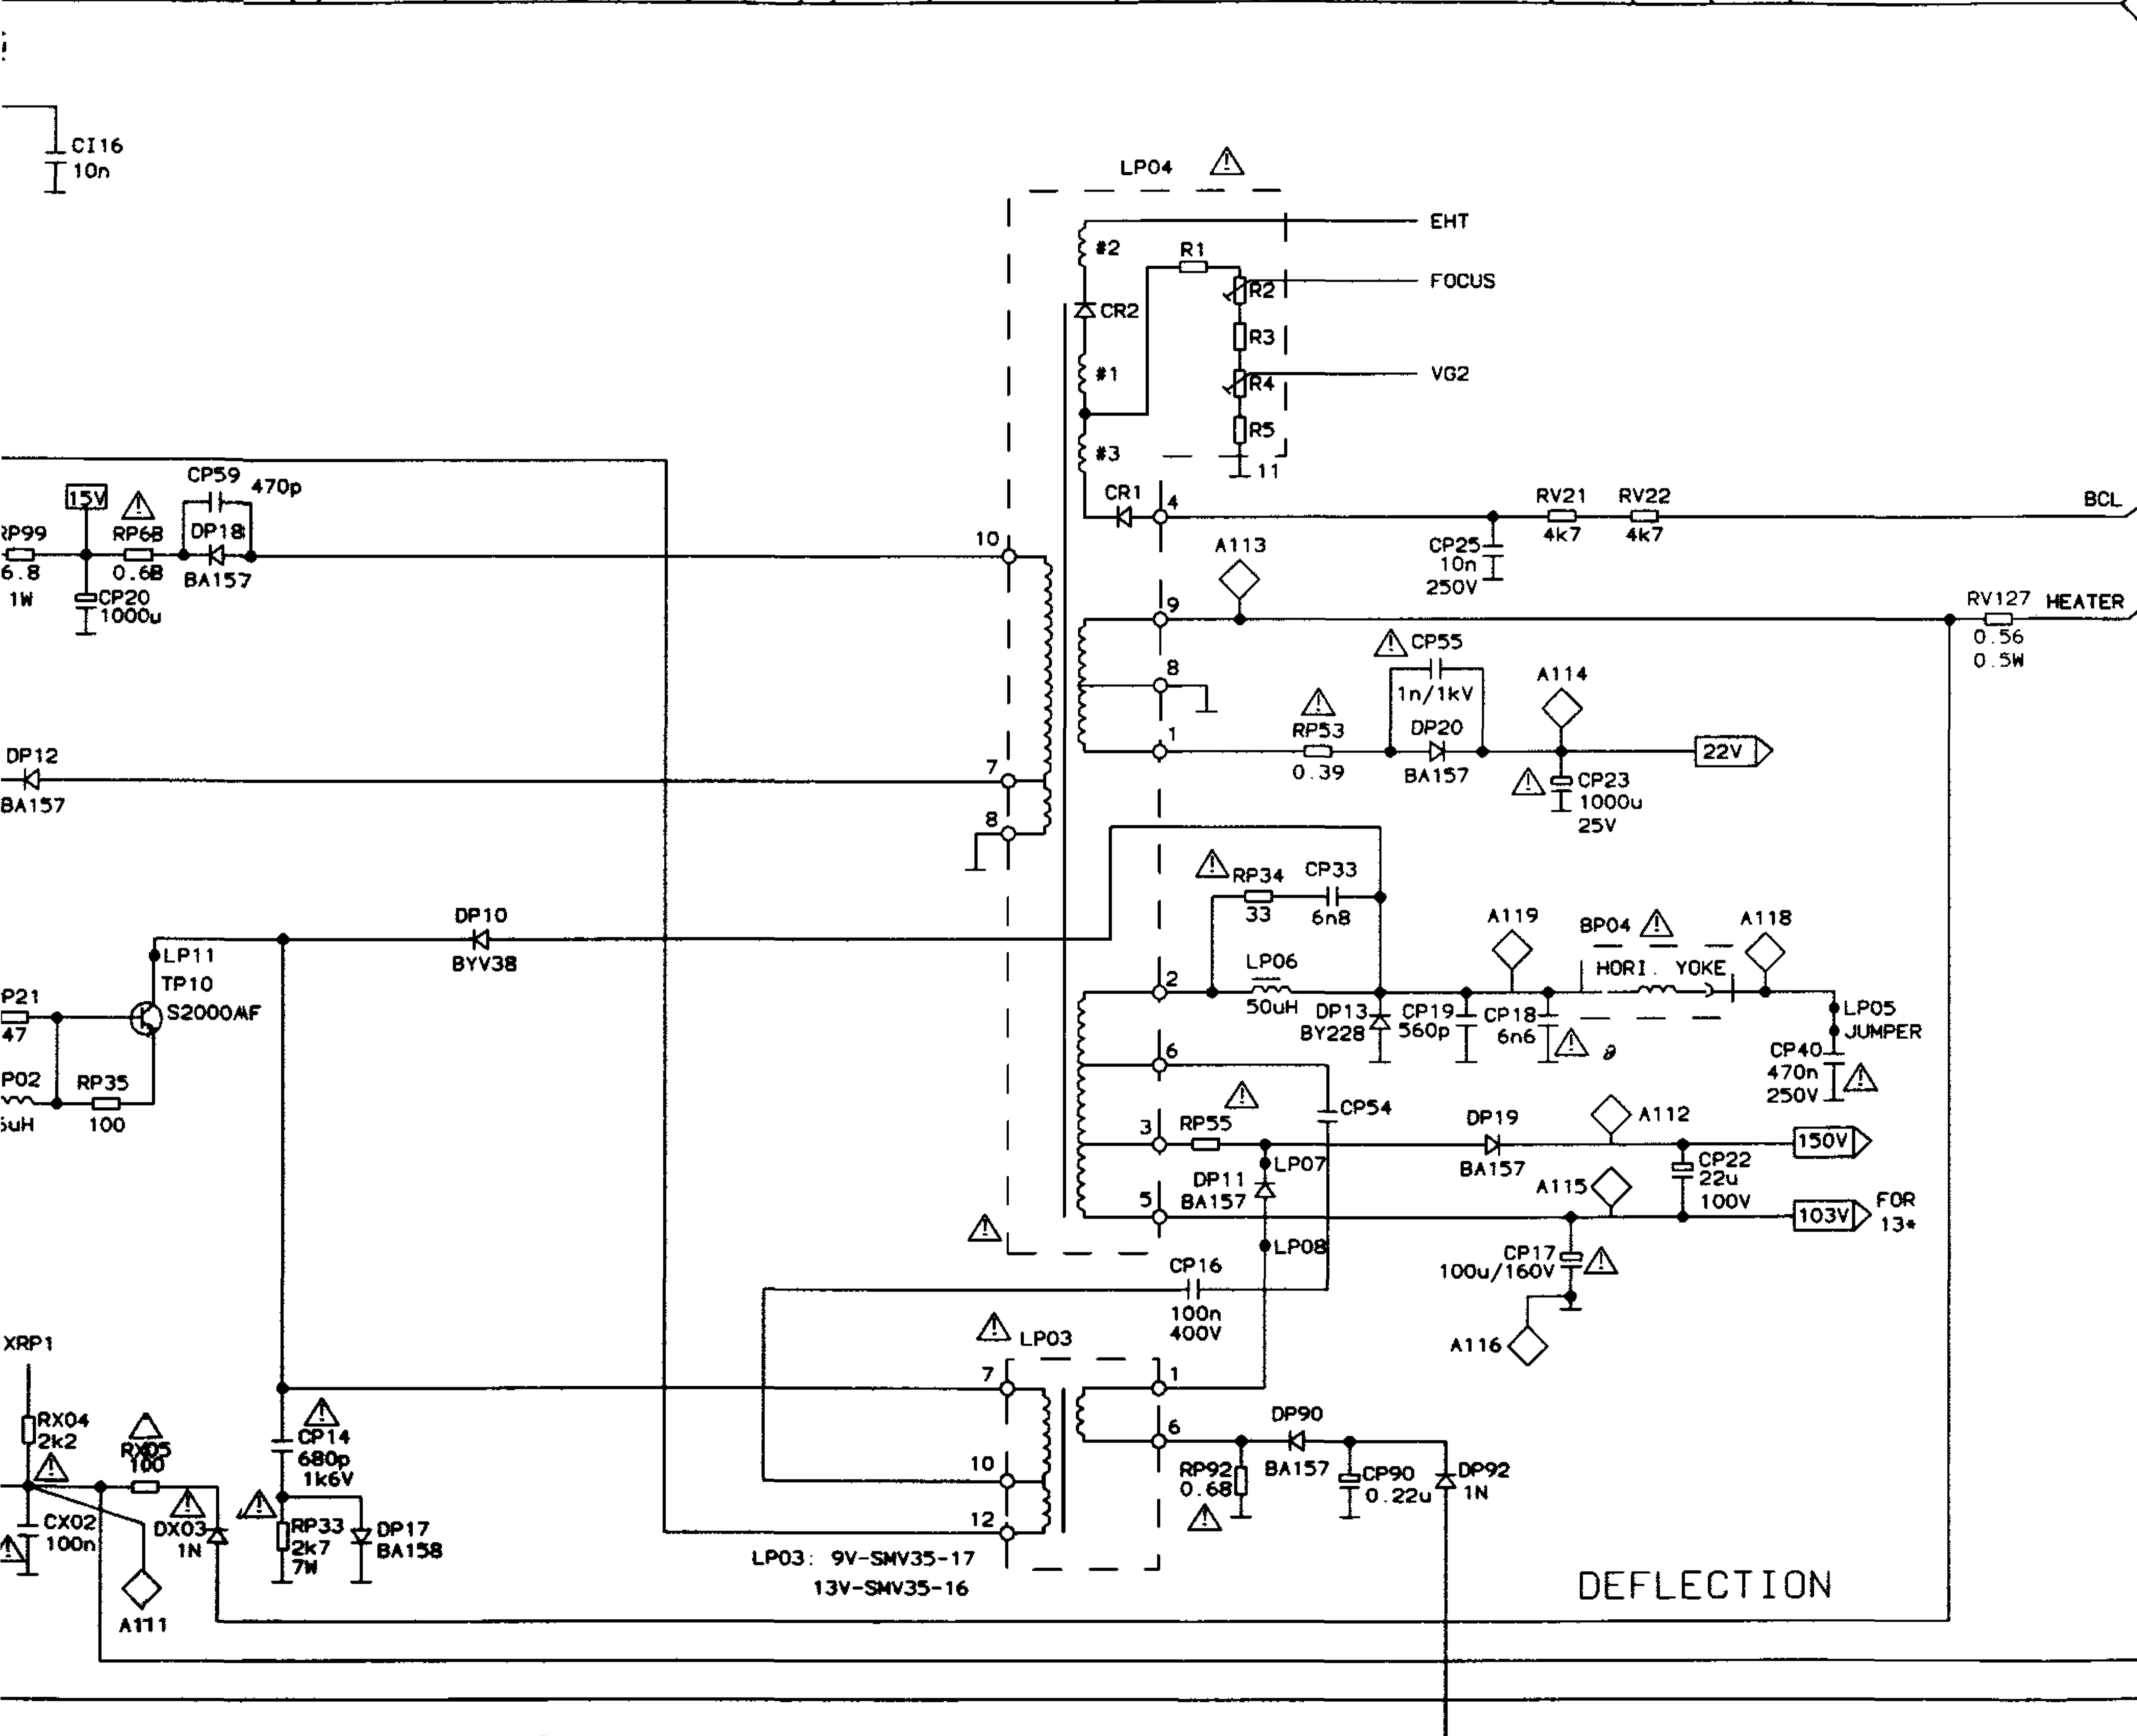 CI16
10n
LP04
EHT
#2
R1
R2
FOCUS
CR2
R3
#1
R4
VG2
R5
#3
11
CR1
4
RV21
4k7
RV22
4k7
BCL
CP25
10n
250V
CP59
470p
15V
RP99
6.8
1W
RP68
0.68
DP18
BA157
CP20
1000u
10
A113
9
RV127
HEATER
0.56
0.5W
8
CP55
1n/1kV
A114
1
RP53
0.39
DP20
BA157
22V
CP23
1000u
25V
DP12
BA157
7
8
RP34
33
CP33
6n8
DP10
BYV38
A119
BP04
A118
HORI. YOKE
LP11
TP10
S2000AF
P21
47
2
LP06
50uH
DP13
BY228
CP19
560p
CP18
6n6
LP05
JUMPER
CP40
470n
250V
6
P02
RP35
100
CP54
3
RP55
DP19
BA157
A112
150V
LP07
DP11
BA157
CP22
22u
100V
A115
5
103V
FOR
13"
LP08
CP17
100u/160V
CP16
100n
400V
A116
XRP1
LP03
7
1
RX04
2k2
RX05
100
CP14
680p
1k6V
6
DP90
BA157
10
RP92
0.68
CP90
0.22u
DP92
1N
CX02
100n
DX03
1N
RP33
2k7
7W
DP17
BA158
12
LP03: 9V-SMV35-17
13V-SMV35-16
A111
DEFLECTION